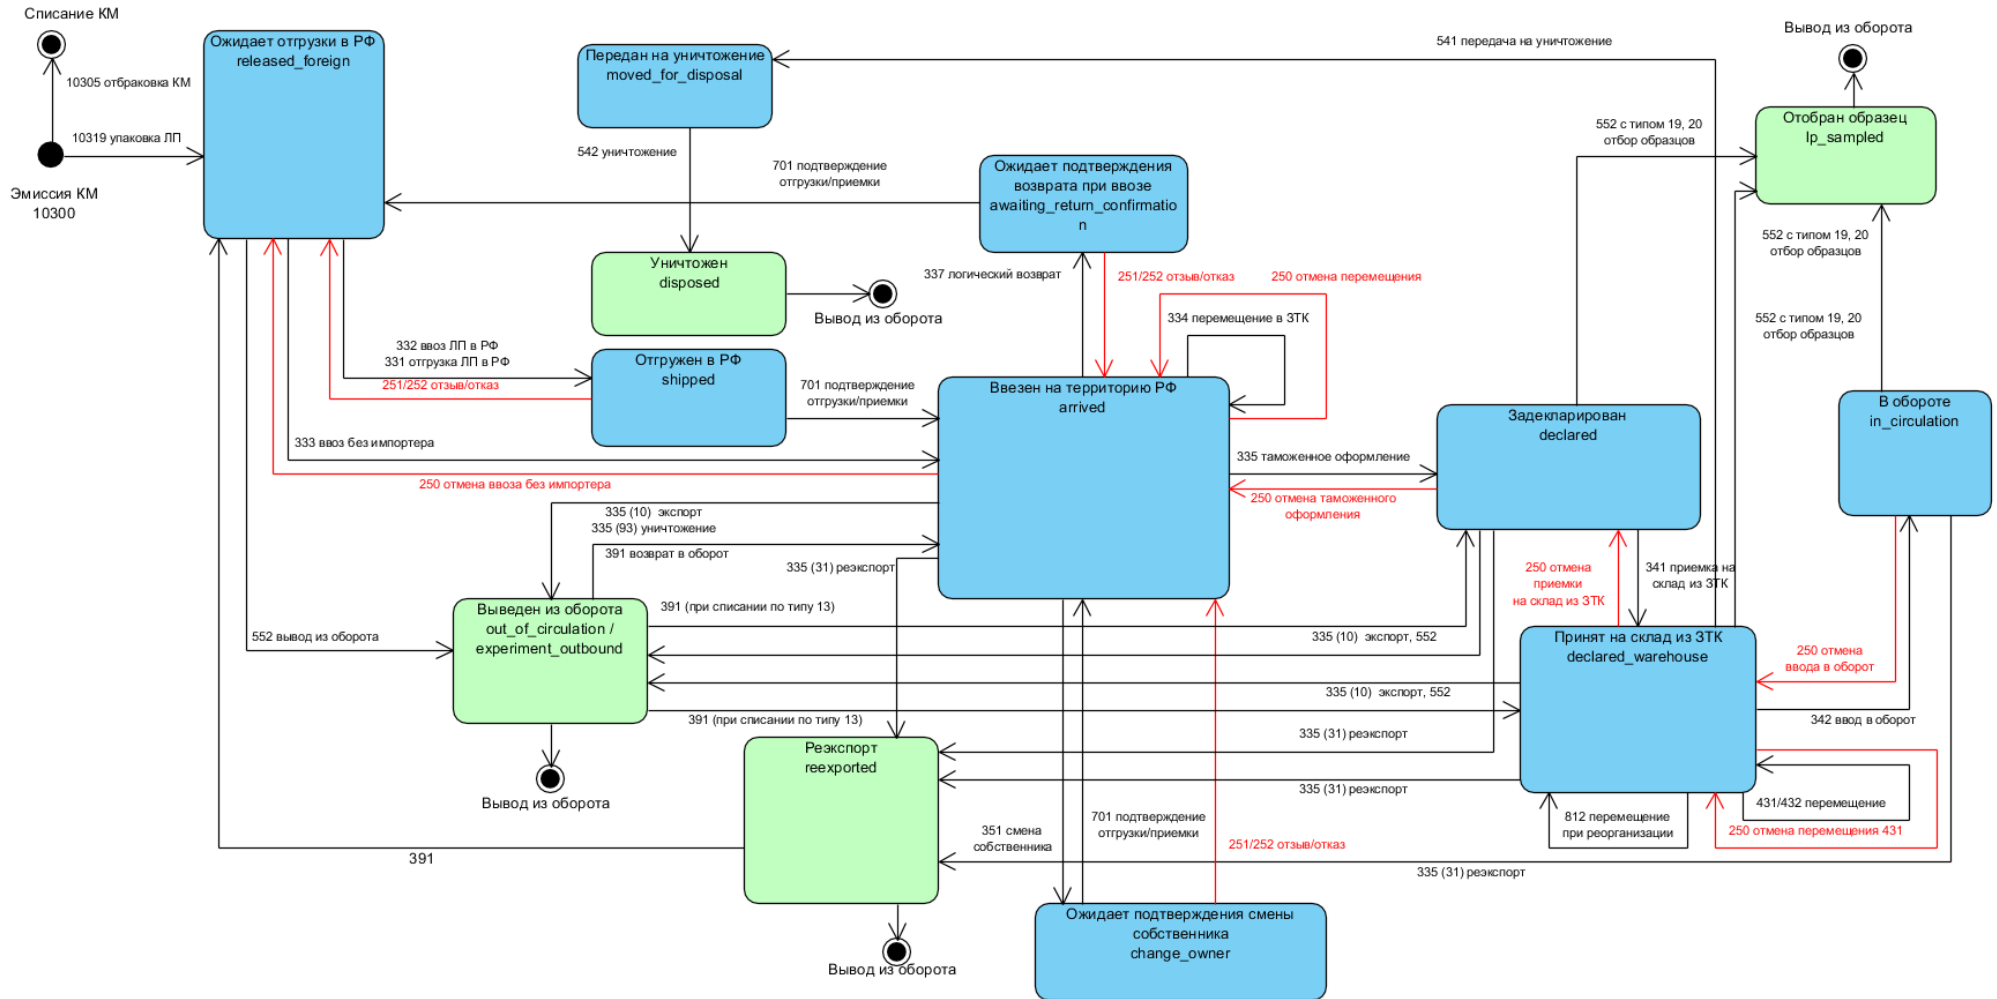 Списание КМ
10305 отбраковка КМ
10319 упаковка ЛП
Эмиссия КМ
10300
Ожидает отгрузки в РФ
released_foreign
Передан на уничтожение
moved_for_disposal
541 передача на уничтожение
Вывод из оборота
Отобран образец
lp_sampled
552 с типом 19, 20
отбор образцов
542 уничтожение
701 подтверждение
отгрузки/приемки
Ожидает подтверждения
возврата при ввозе
awaiting_return_confirmatio
n
552 с типом 19, 20
отбор образцов
Уничтожен
disposed
Вывод из оборота
337 логический возврат
251/252 отзыв/отказ
250 отмена перемещения
334 перемещение в ЗТК
552 с типом 19, 20
отбор образцов
332 ввоз ЛП в РФ
331 отгрузка ЛП в РФ
251/252 отзыв/отказ
Отгружен в РФ
shipped
701 подтверждение
отгрузки/приемки
Ввезен на территорию РФ
arrived
Задекларирован
declared
В обороте
in_circulation
333 ввоз без импортера
250 отмена ввоза без импортера
335 таможенное оформление
250 отмена таможенного
оформления
335 (10)  экспорт
335 (93) уничтожение
391 возврат в оборот
335 (31) реэкспорт
250 отмена
приемки
на склад из ЗТК
341 приемка на
склад из ЗТК
552 вывод из оборота
Выведен из оборота
out_of_circulation /
experiment_outbound
391 (при списании по типу 13)
335 (10)  экспорт, 552
Принят на склад из ЗТК
declared_warehouse
250 отмена
ввода в оборот
335 (10)  экспорт, 552
391 (при списании по типу 13)
342 ввод в оборот
Вывод из оборота
Реэкспорт
reexported
335 (31) реэкспорт
335 (31) реэкспорт
431/432 перемещение
812 перемещение
при реорганизации
250 отмена перемещения 431
391
351 смена
собственника
701 подтверждение
отгрузки/приемки
251/252 отзыв/отказ
335 (31) реэкспорт
Ожидает подтверждения смены
собственника
change_owner
Вывод из оборота